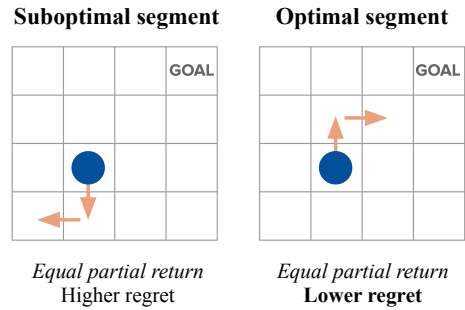 Suboptimal segment
Optimal segment
GOAL
GOAL
Equal partial return
Higher regret
Equal partial return
Lower regret